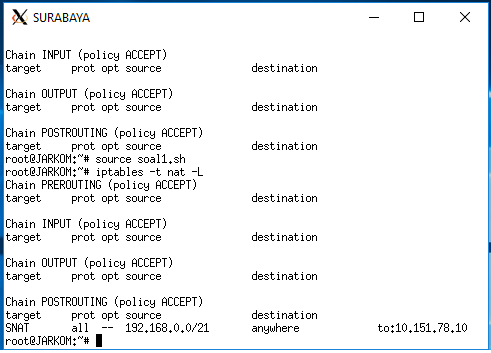 SURABAYA
Chain INPUT (policy ACCEPT)
target     prot opt source               destination
Chain OUTPUT (policy ACCEPT)
target     prot opt source               destination
Chain POSTROUTING (policy ACCEPT)
target     prot opt source               destination
root@JARKOM:~# source soal1.sh
root@JARKOM:~# iptables -t nat -L
Chain PREROUTING (policy ACCEPT)
target     prot opt source               destination
Chain INPUT (policy ACCEPT)
target     prot opt source               destination
Chain OUTPUT (policy ACCEPT)
target     prot opt source               destination
Chain POSTROUTING (policy ACCEPT)
target     prot opt source               destination
SNAT       all  --  192.168.0.0/21       anywhere             to:10.151.78.10
root@JARKOM:~#